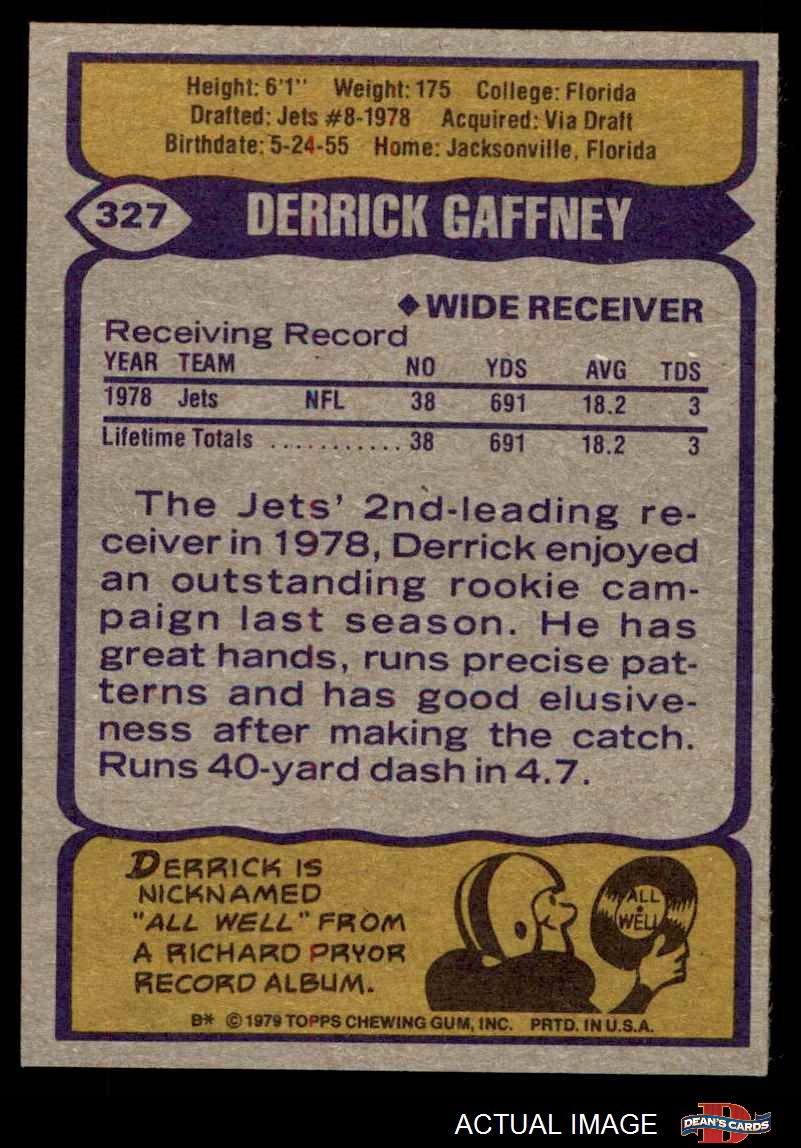 Height: 6'1" Weight: 175 College: Florida
Drafted: Jets #8-1978 Acquired: Via Draft
Birthdate: 5-24-55 Home: Jacksonville, Florida
327 DERRICK GAFFNEY
◆ WIDE RECEIVER
Receiving Record
YEAR TEAM NO YDS AVG TDS
1978 Jets NFL 38 691 18.2 3
Lifetime Totals ............ 38 691 18.2 3
The Jets' 2nd-leading re-
ceiver in 1978, Derrick enjoyed
an outstanding rookie cam-
paign last season. He has
great hands, runs precise pat-
terns and has good elusive-
ness after making the catch.
Runs 40-yard dash in 4.7.
DERRICK IS
NICKNAMED
"ALL WELL" FROM
A RICHARD PRYOR
RECORD ALBUM.
ALL
WELL
B* © 1979 TOPPS CHEWING GUM, INC. PRTD. IN U.S.A.
ACTUAL IMAGE
D
DEAN'S CARDS